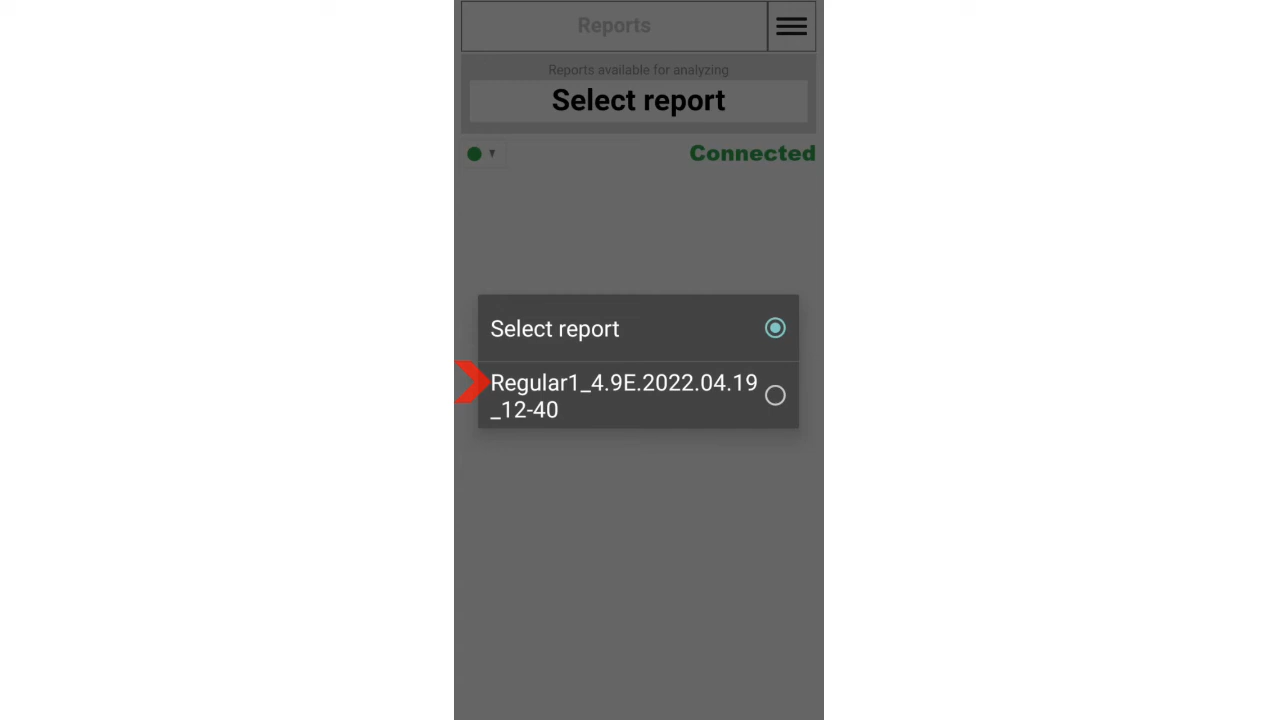 Reports
Reports available for analyzing
Select report
Connected
Select report
Regular1_4.9E.2022.04.19
_12-40